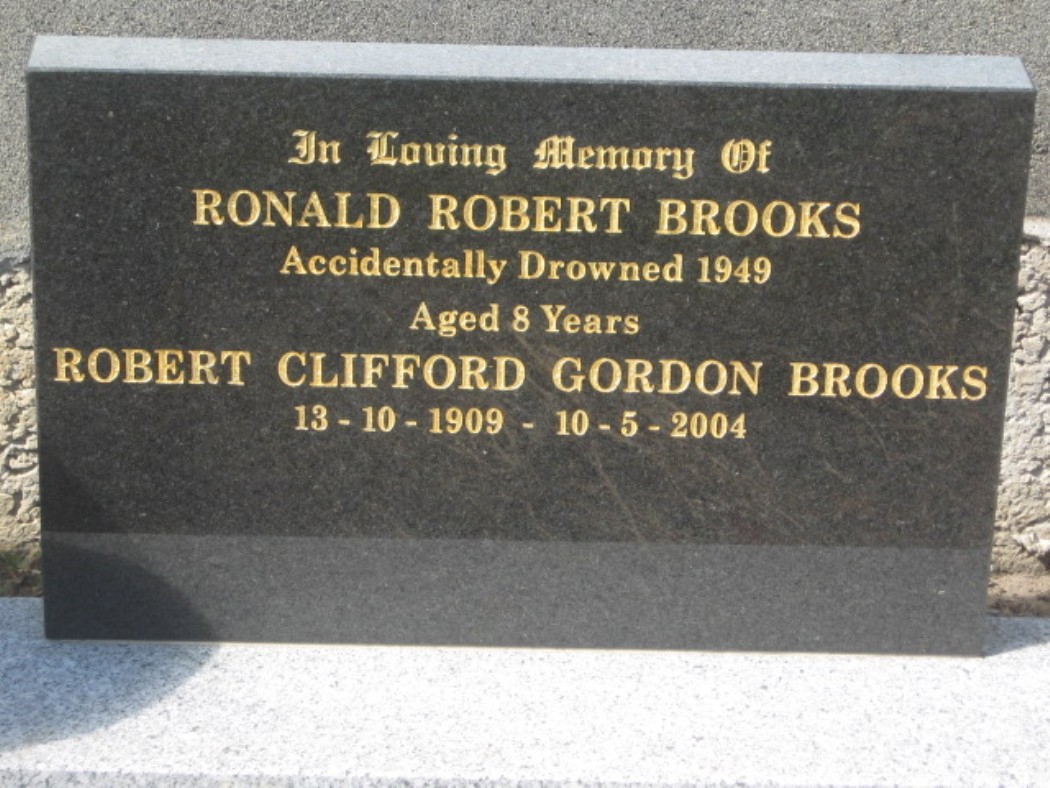 In Loving Memory Of
RONALD ROBERT BROOKS
Accidentally Drowned 1949
Aged 8 Years
ROBERT CLIFFORD GORDON BROOKS
13 - 10 - 1909 - 10 - 5 - 2004